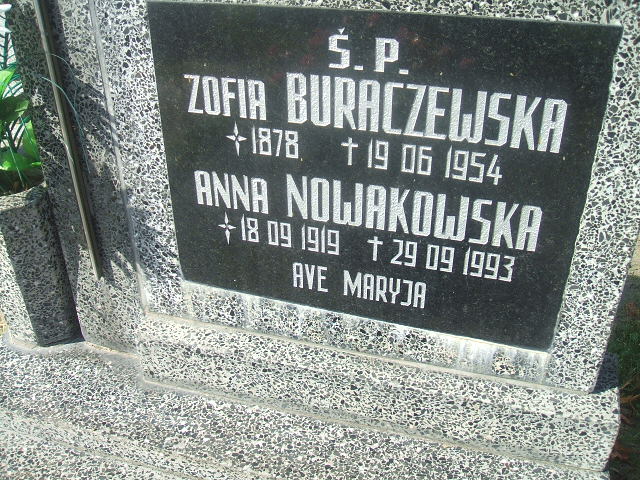 Ś. P.
ZOFIA BURACZEWSKA
1878 † 19 06 1954
ANNA NOWAKOWSKA
18 09 1919 † 29 09 1993
AVE MARYJA